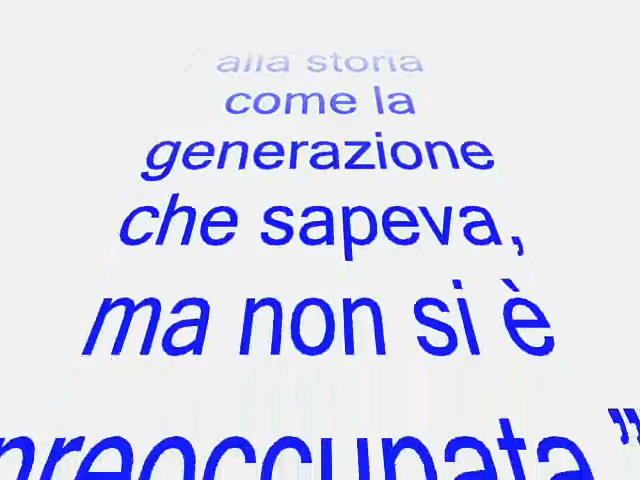 alla storia
come la
generazione
che sapeva,
ma non si è
preoccupata.”